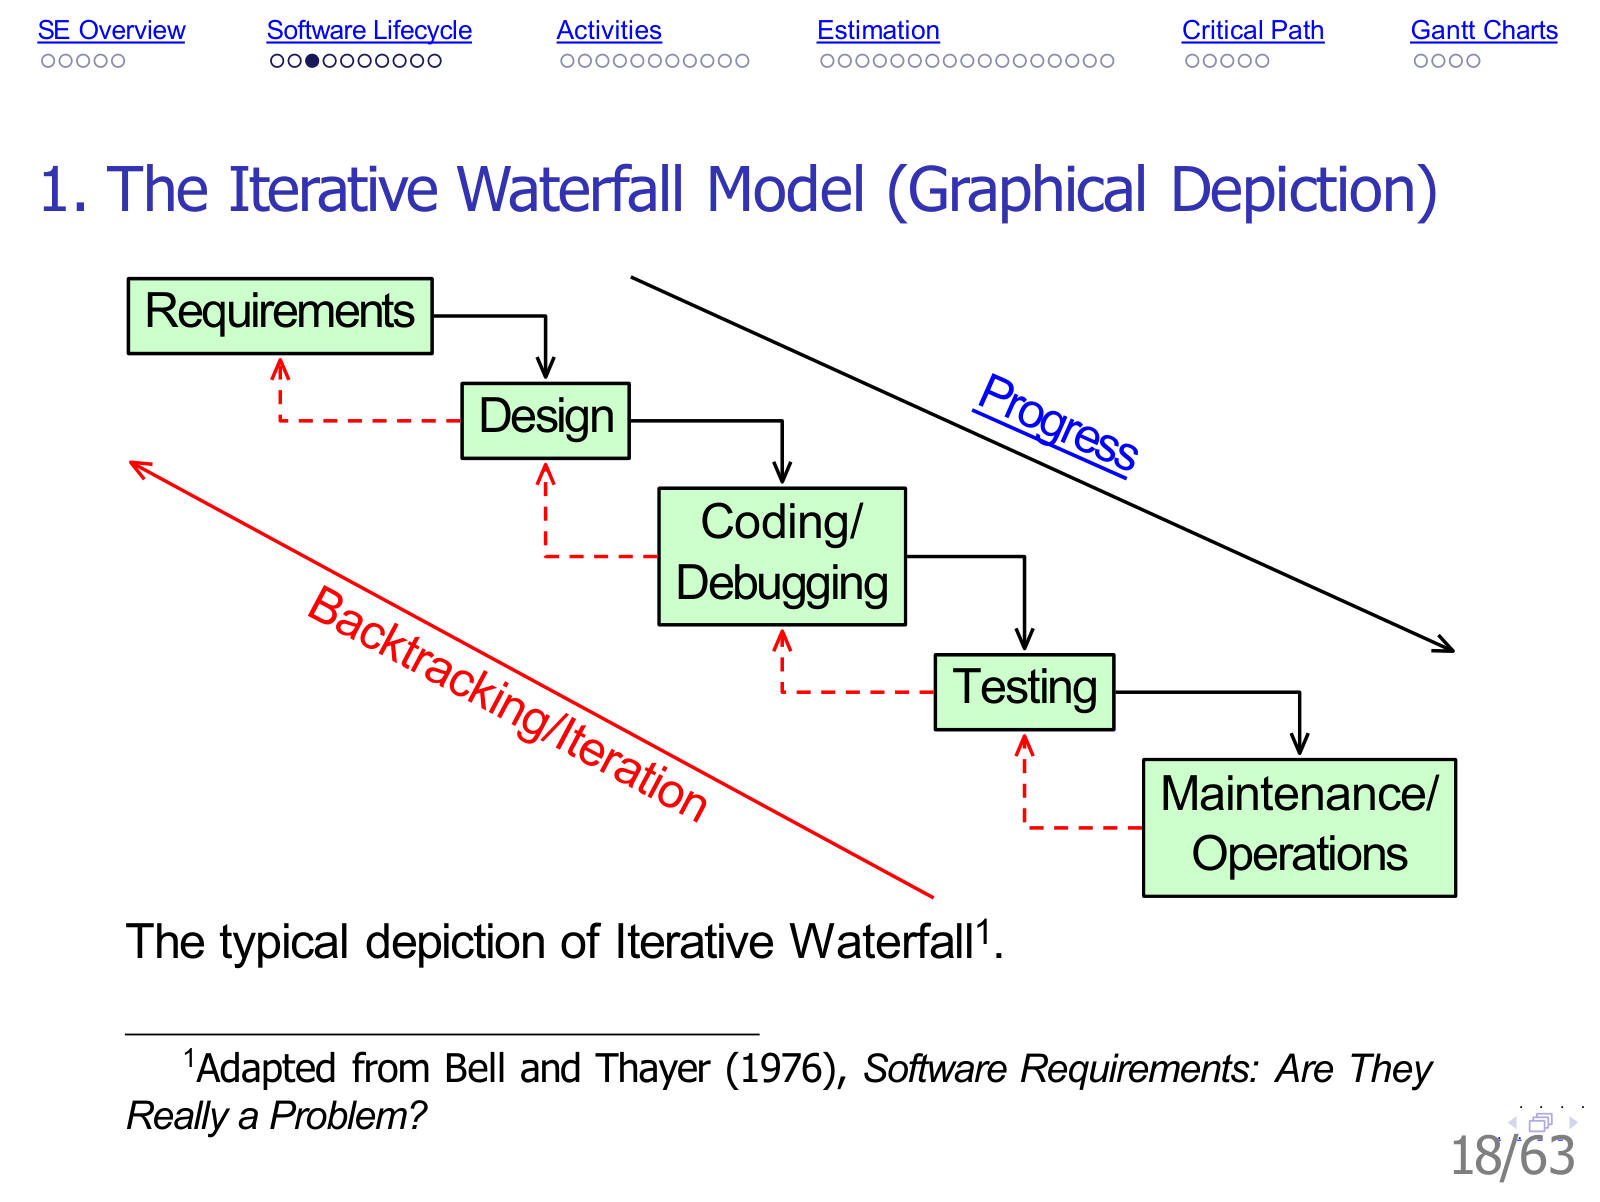 SE Overview Software Lifecycle Activities Estimation Critical Path Gantt Charts
1. The Iterative Waterfall Model (Graphical Depiction)
Requirements
Design
Progress
Coding/
Debugging
Backtracking/Iteration
Testing
Maintenance/
Operations
The typical depiction of Iterative Waterfall¹.
¹Adapted from Bell and Thayer (1976), Software Requirements: Are They
Really a Problem?
18/63